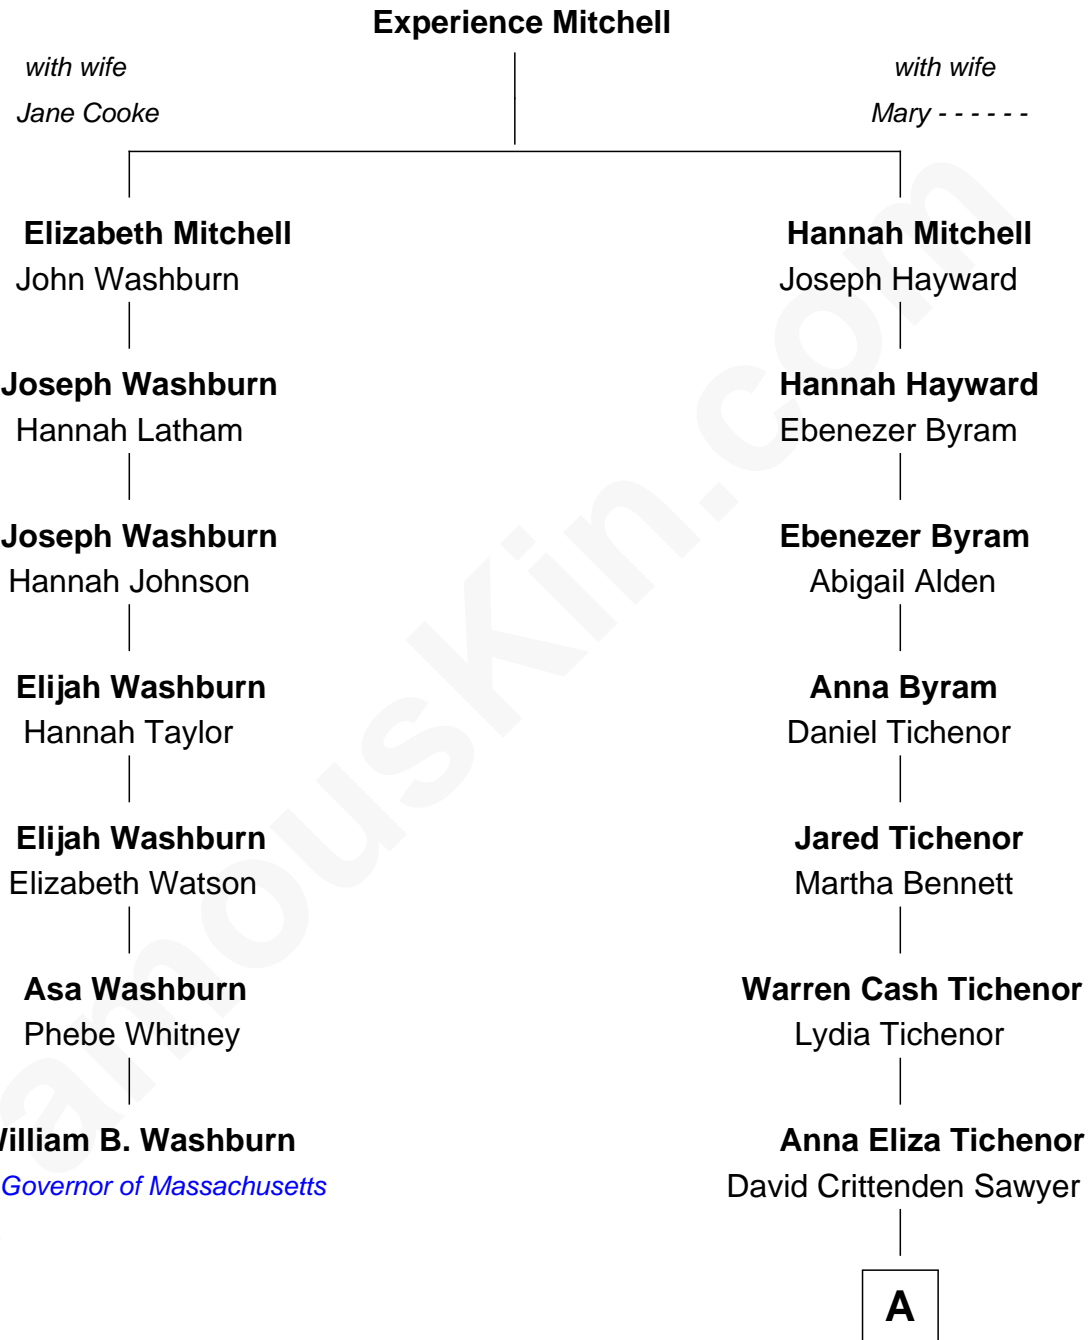 Experience Mitchell
with wife
Jane Cooke
with wife
Mary - - - - - -
Elizabeth Mitchell
John Washburn
Hannah Mitchell
Joseph Hayward
Joseph Washburn
Hannah Latham
Hannah Hayward
Ebenezer Byram
Joseph Washburn
Hannah Johnson
Ebenezer Byram
Abigail Alden
Elijah Washburn
Hannah Taylor
Anna Byram
Daniel Tichenor
Elijah Washburn
Elizabeth Watson
Jared Tichenor
Martha Bennett
Asa Washburn
Phebe Whitney
Warren Cash Tichenor
Lydia Tichenor
William B. Washburn
Governor of Massachusetts
Anna Eliza Tichenor
David Crittenden Sawyer
A
amousKin.com